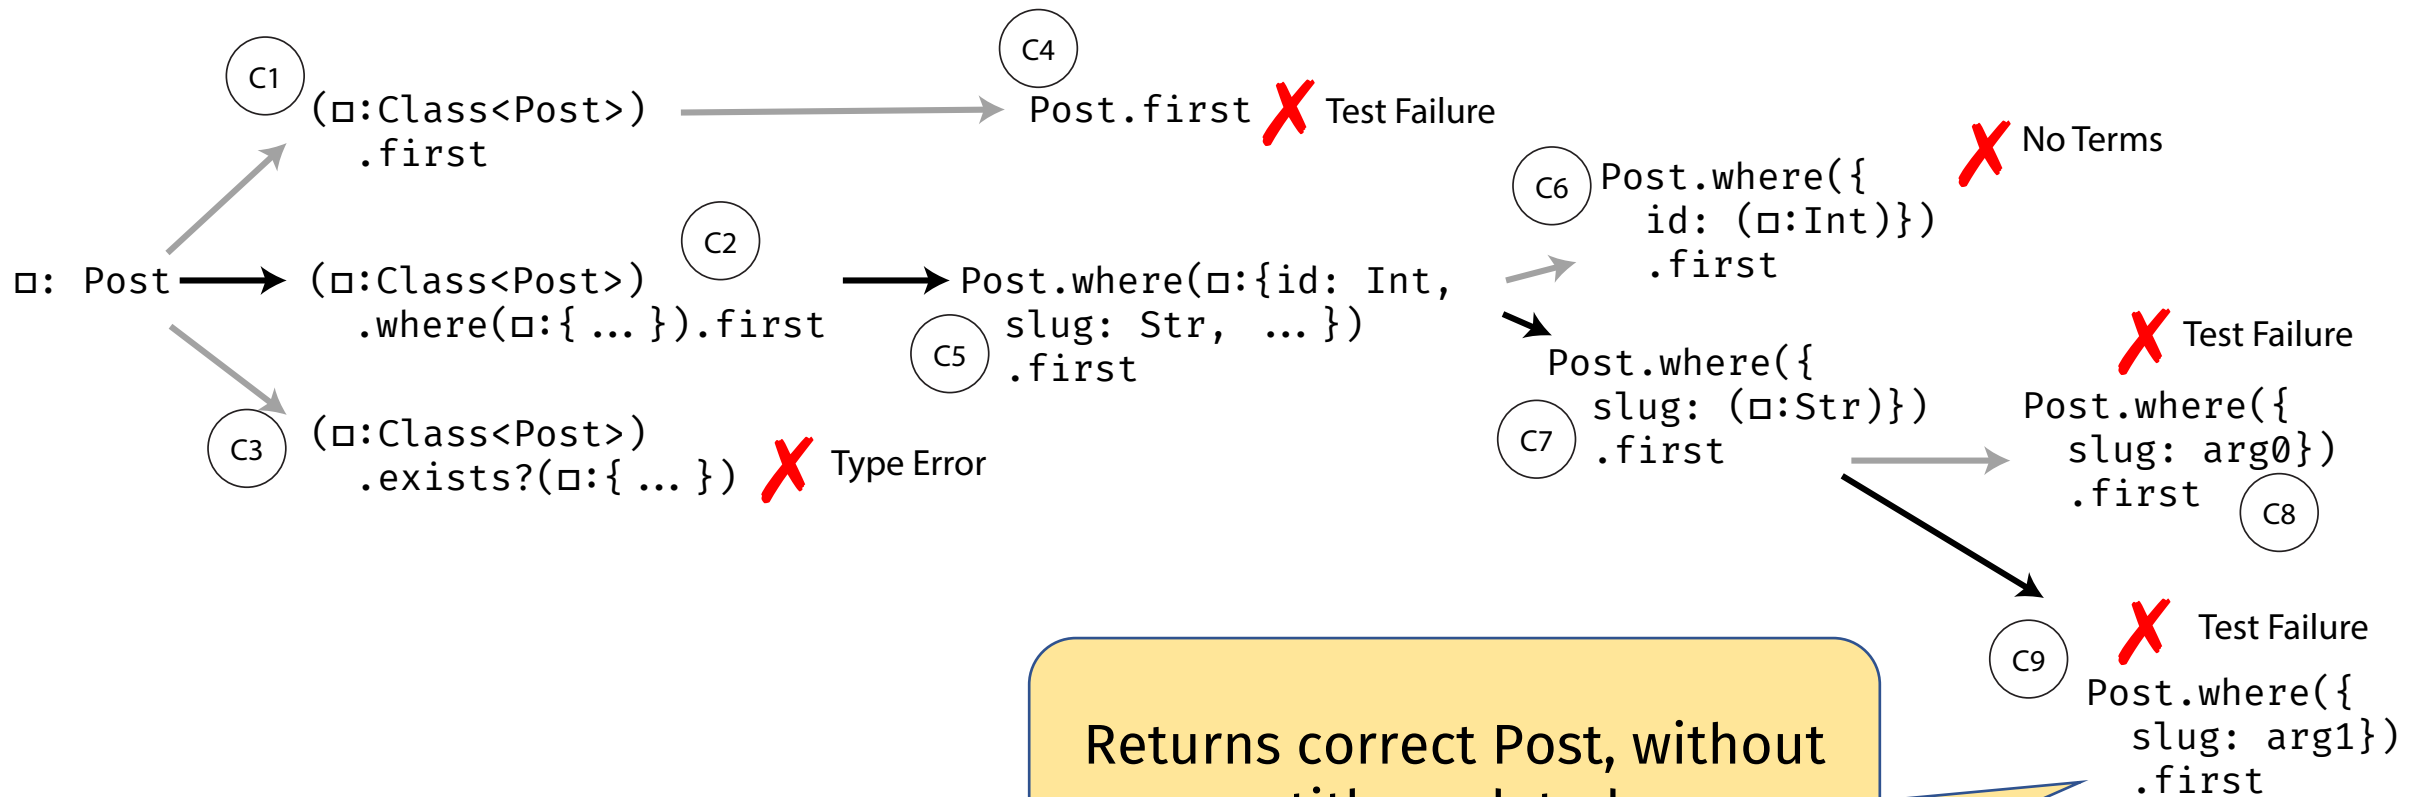 C1
(□:Class<Post>)
.first
C4
Post.first
Test Failure
□: Post
(□:Class<Post>)
.where(□:{ … }).first
C2
C3
(□:Class<Post>)
.exists?(□:{ … })
Type Error
Post.where(□:{id: Int,
slug: Str, … })
.first
C5
C6
Post.where({
id: (□:Int)})
.first
No Terms
C7
Post.where({
slug: (□:Str)})
.first
Test Failure
Post.where({
slug: arg0})
.first
C8
C9
Test Failure
Post.where({
slug: arg1})
.first
Returns correct Post, without